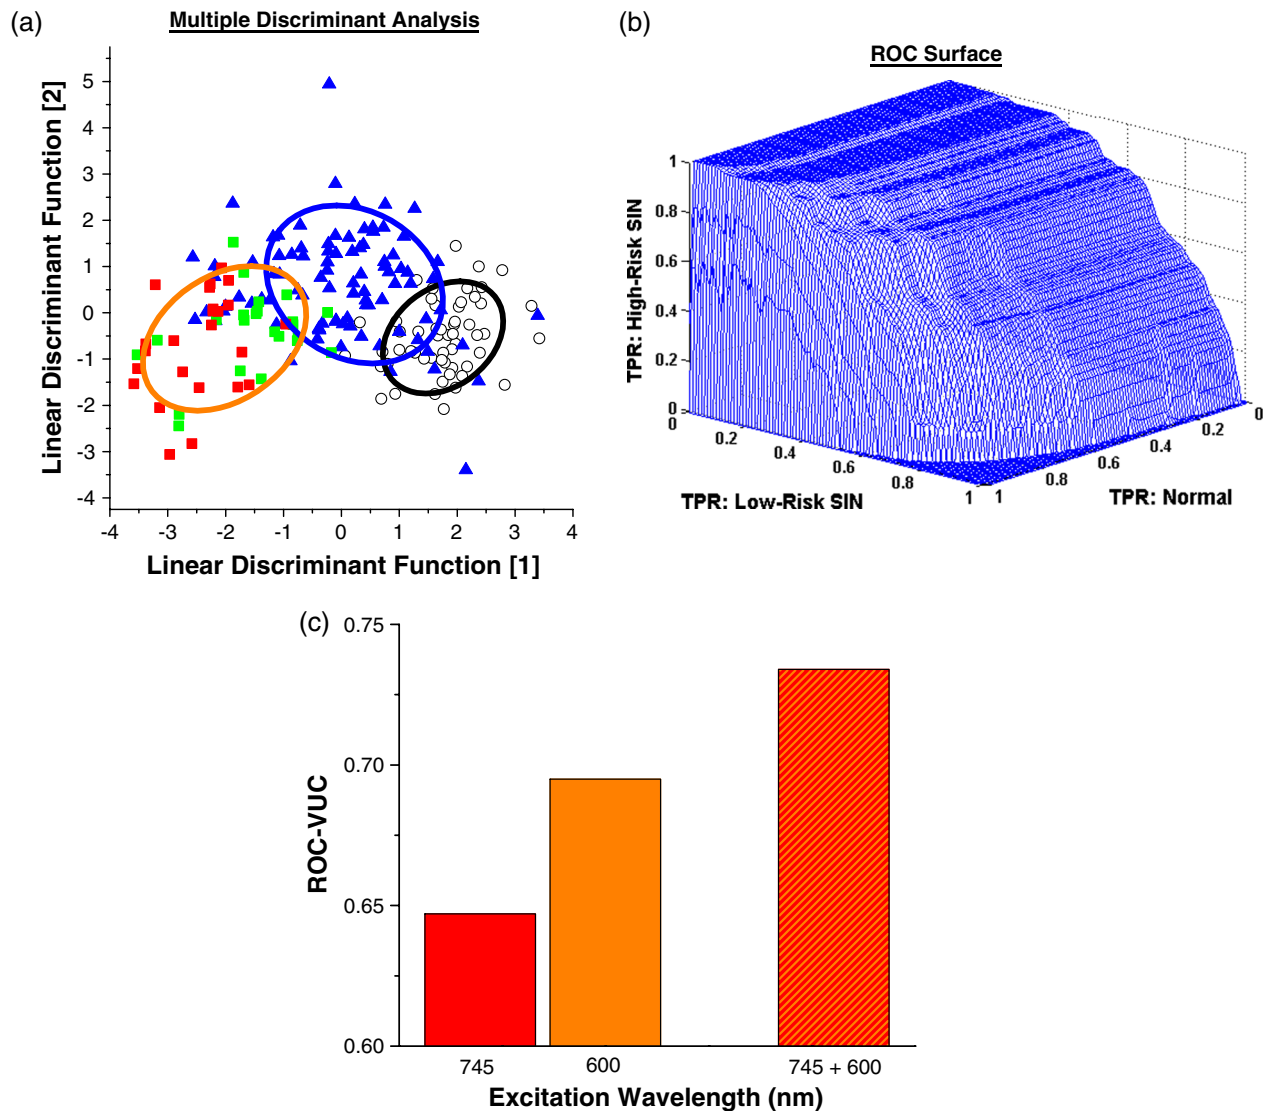 (a)
Multiple Discriminant Analysis
Linear Discriminant Function [2]
5
4
3
2
1
0
-1
-2
-3
-4
-4 -3 -2 -1 0 1 2 3 4
Linear Discriminant Function [1]
(b)
ROC Surface
TPR: High-Risk SIN
1
0.8
0.6
0.4
0.2
0
0 0.2 0.4 0.6 0.8 1
TPR: Low-Risk SIN
1 0.8 0.6 0.4 0.2 0
TPR: Normal
(c)
ROC-VUC
0.75
0.70
0.65
0.60
745 600 745 + 600
Excitation Wavelength (nm)